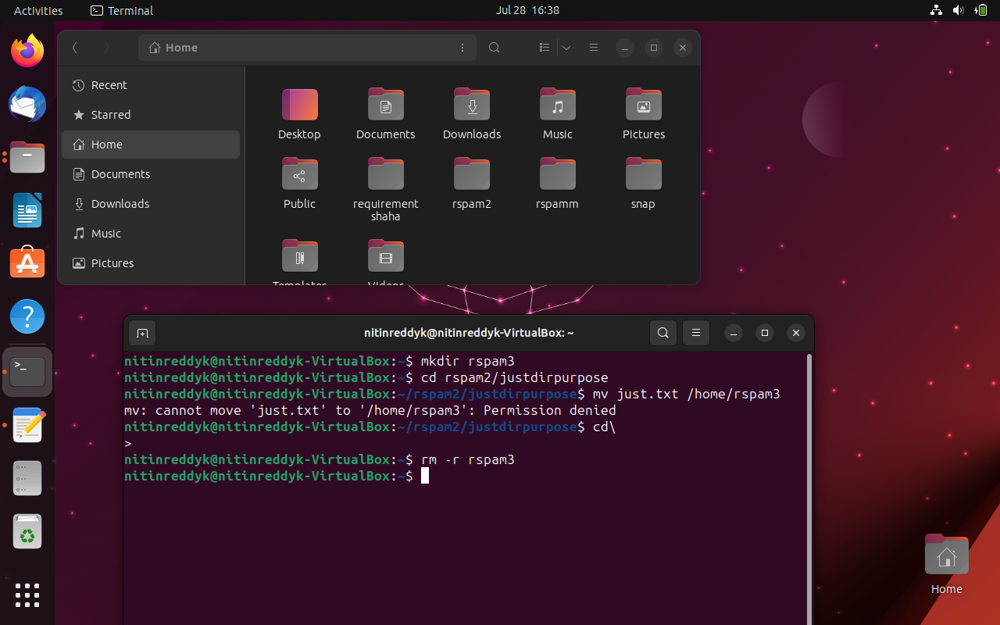 Activities
Terminal
Jul 28 16:38
Home
Recent
Starred
Home
Documents
Downloads
Music
Pictures
Desktop
Documents
Downloads
Music
Pictures
Public
requirement
shaha
rspam2
rspamm
snap
Templates
Videos
nitinreddyk@nitinreddyk-VirtualBox: ~
nitinreddyk@nitinreddyk-VirtualBox:~$ mkdir rspam3
nitinreddyk@nitinreddyk-VirtualBox:~$ cd rspam2/justdirpurpose
nitinreddyk@nitinreddyk-VirtualBox:~/rspam2/justdirpurpose$ mv just.txt /home/rspam3
mv: cannot move 'just.txt' to '/home/rspam3': Permission denied
nitinreddyk@nitinreddyk-VirtualBox:~/rspam2/justdirpurpose$ cd\
>
nitinreddyk@nitinreddyk-VirtualBox:~$ rm -r rspam3
nitinreddyk@nitinreddyk-VirtualBox:~$
Home